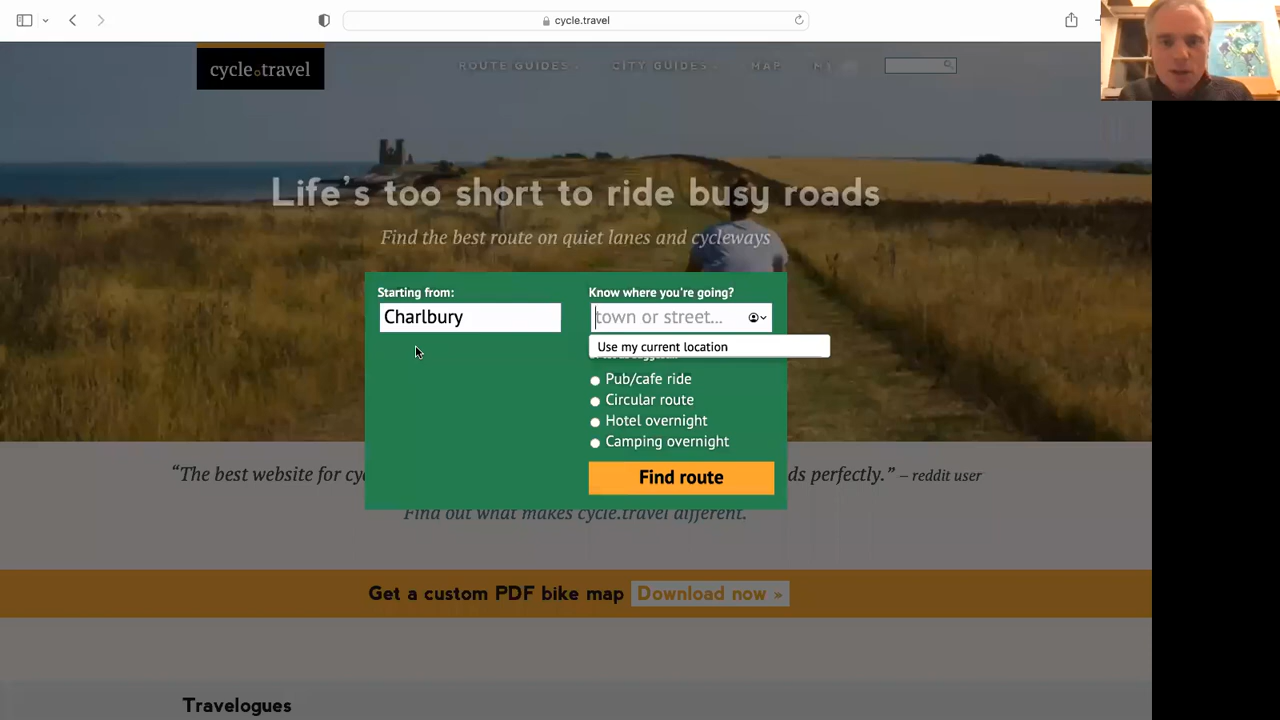 cycle.travel
cycle.travel
ROUTE GUIDES
CITY GUIDES
MAP
Life's too short to ride busy roads
Find the best route on quiet lanes and cycleways
Starting from:
Know where you're going?
Charlbury
town or street...
Use my current location
Pub/cafe ride
Circular route
Hotel overnight
Camping overnight
Find route
“The best website for cy
ds perfectly.” – reddit user
Find out what makes cycle.travel different.
Get a custom PDF bike map
Download now »
Travelogues